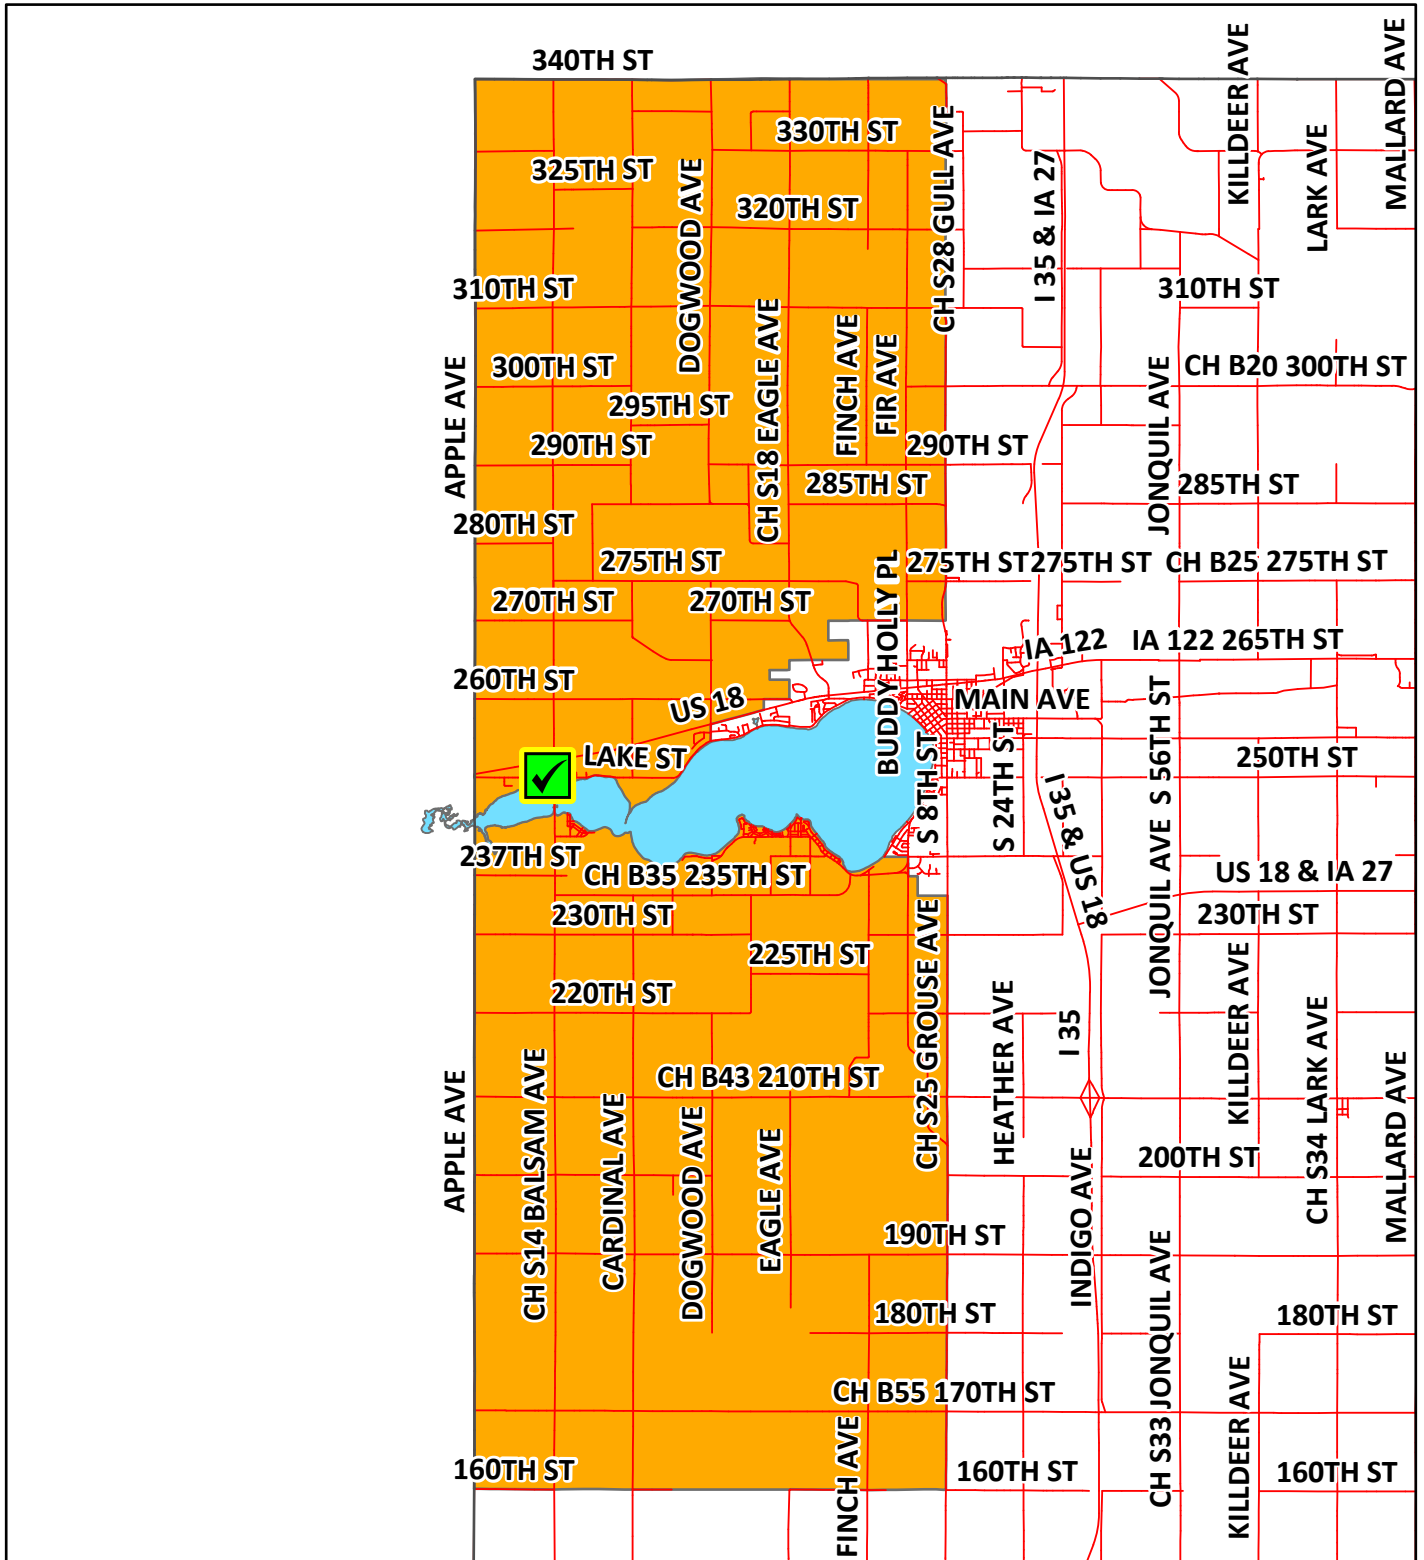 340TH ST
KILLDEER AVE
MALLARD AVE
330TH ST
CH S28 GULL AVE
LARK AVE
325TH ST
DOGWOOD AVE
I 35 & IA 27
320TH ST
310TH ST
310TH ST
CH S18 EAGLE AVE
FINCH AVE
FIR AVE
APPLE AVE
300TH ST
JONQUIL AVE
CH B20 300TH ST
295TH ST
290TH ST
290TH ST
285TH ST
285TH ST
280TH ST
275TH ST
BUDDY HOLLY PL
275TH ST
275TH ST
CH B25 275TH ST
270TH ST
270TH ST
IA 122
IA 122 265TH ST
260TH ST
US 18
MAIN AVE
S 56TH ST
LAKE ST
S 8TH ST
S 24TH ST
250TH ST
I 35 & US 18
237TH ST
CH B35 235TH ST
JONQUIL AVE
US 18 & IA 27
230TH ST
230TH ST
CH S25 GROUSE AVE
225TH ST
KILLDEER AVE
220TH ST
HEATHER AVE
I 35
CH S34 LARK AVE
CH S14 BALSAM AVE
APPLE AVE
CH B43 210TH ST
MALLARD AVE
CARDINAL AVE
DOGWOOD AVE
EAGLE AVE
INDIGO AVE
200TH ST
190TH ST
CH S33 JONQUIL AVE
180TH ST
180TH ST
KILLDEER AVE
CH B55 170TH ST
FINCH AVE
160TH ST
160TH ST
160TH ST